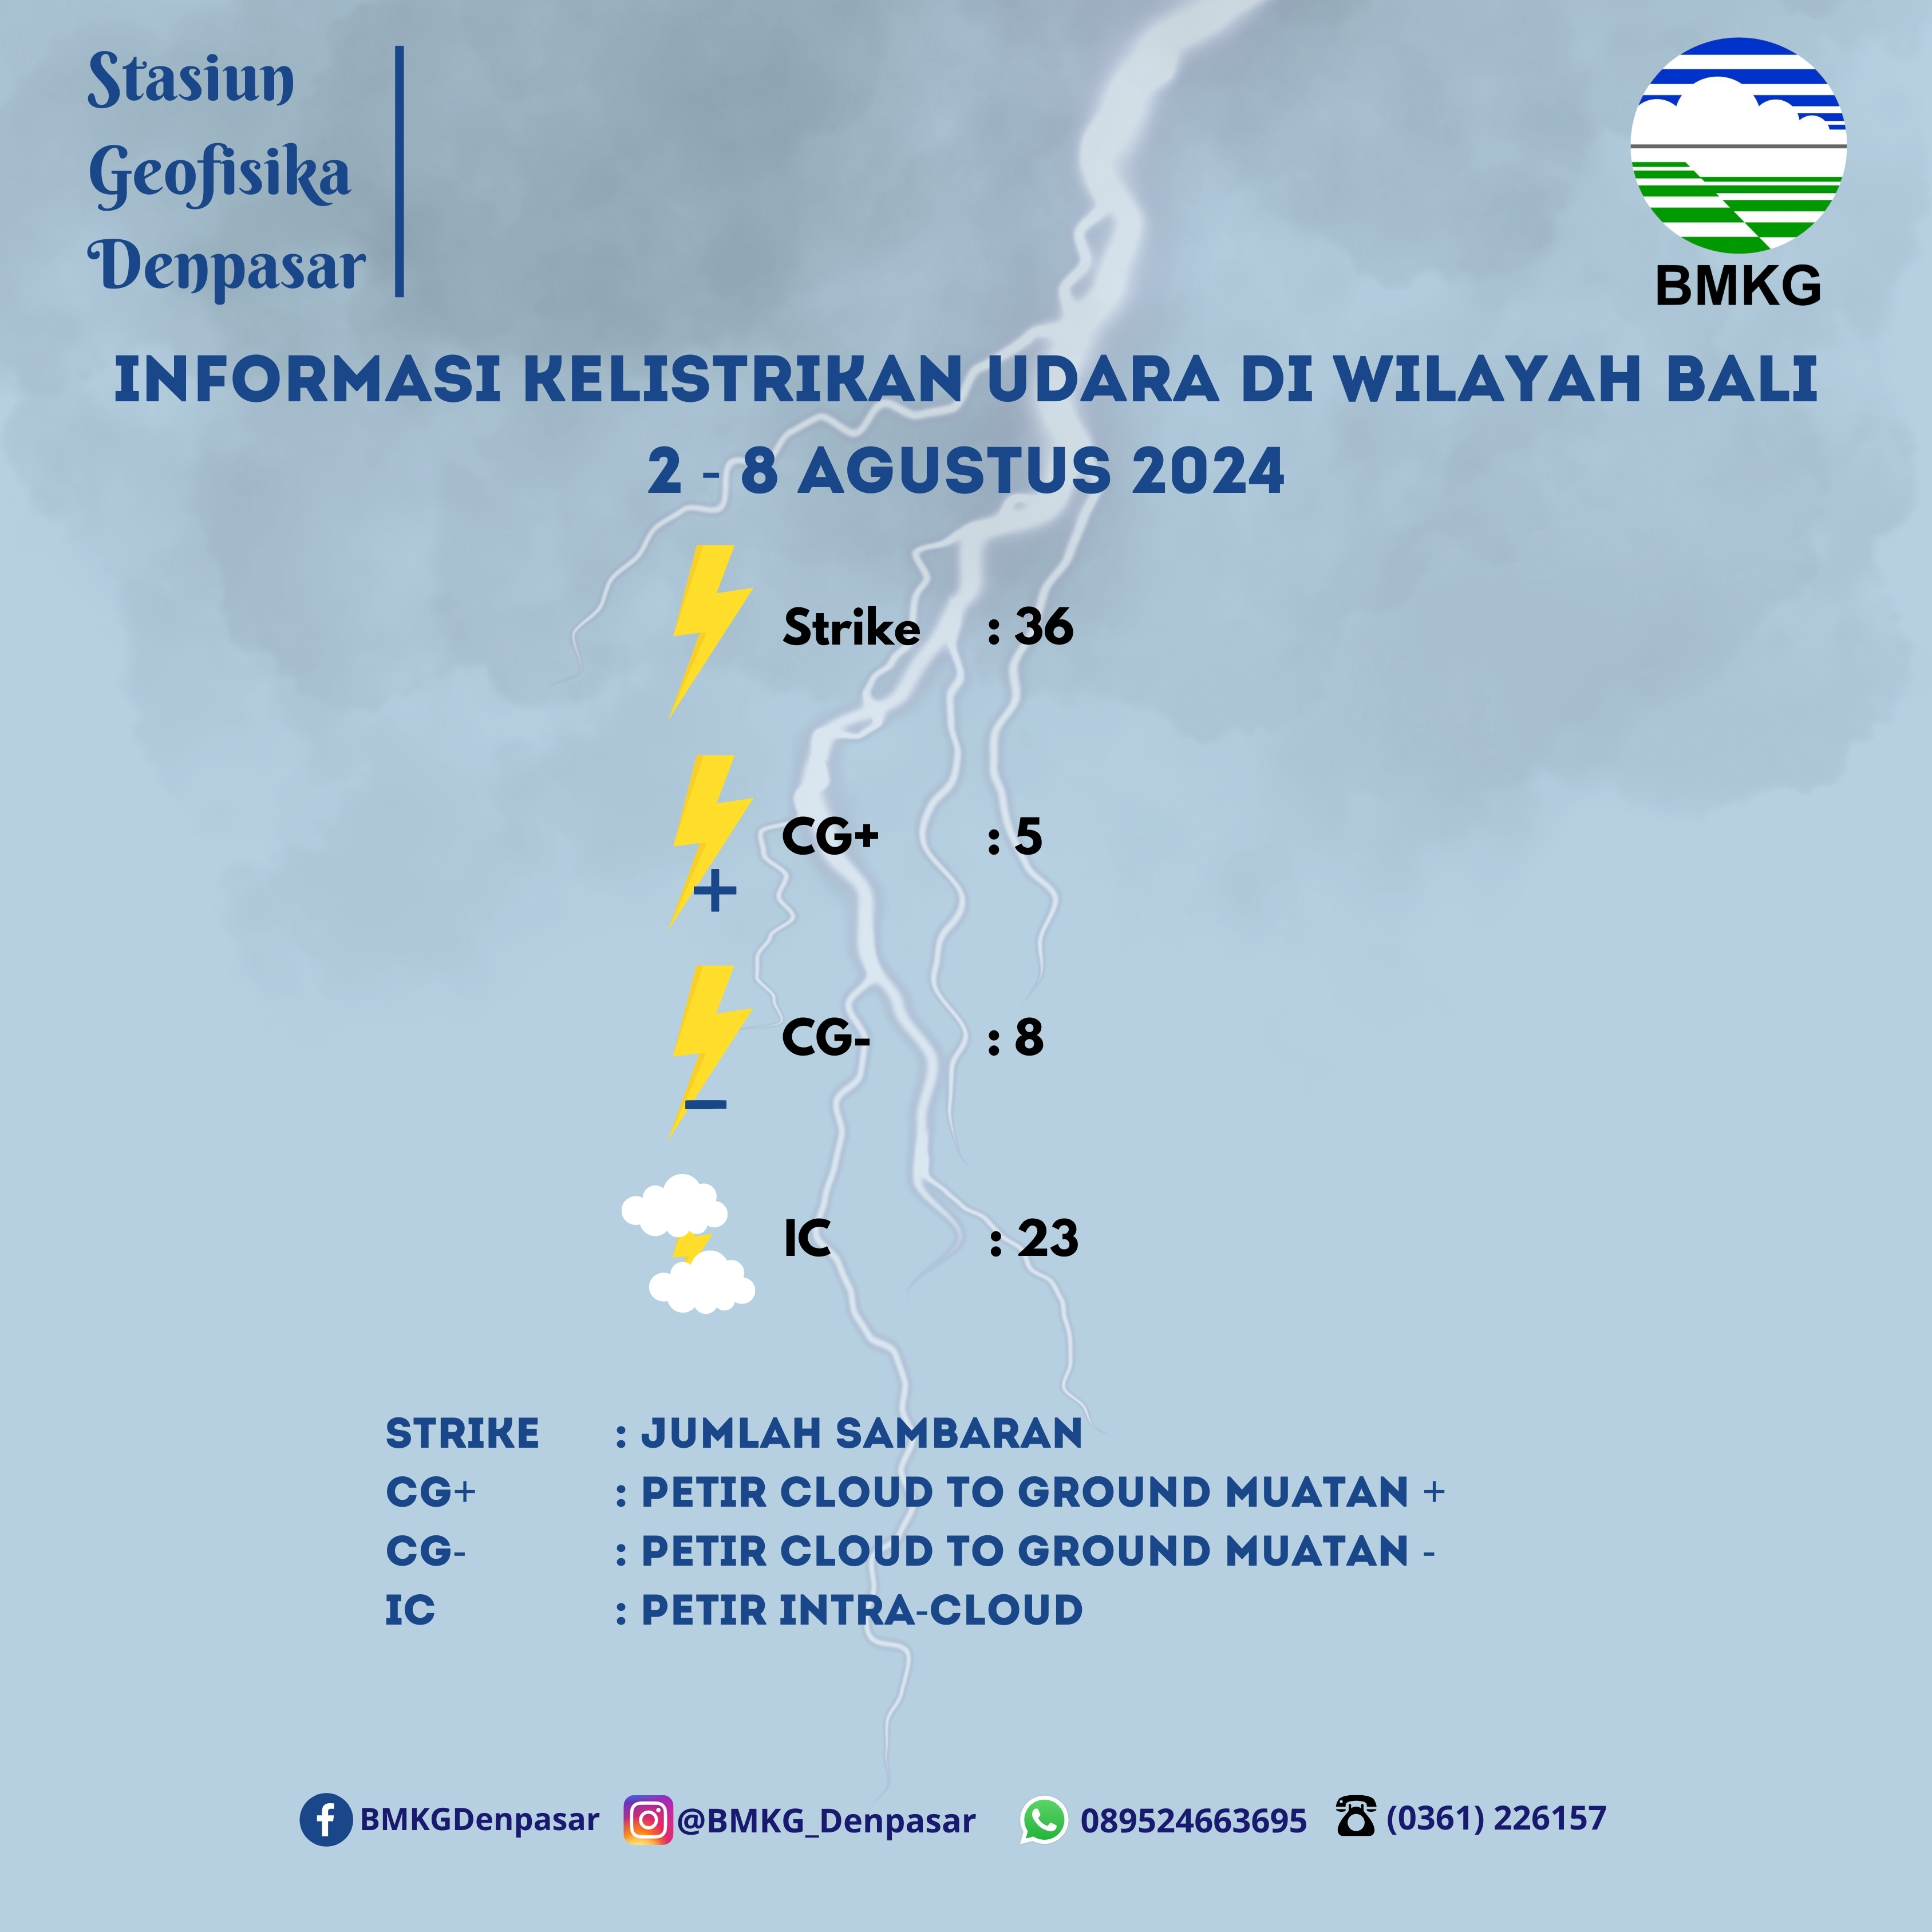 Stasiun
Geofisika
Denpasar
BMKG
INFORMASI KELISTRIKAN UDARA DI WILAYAH BALI
2 - 8 AGUSTUS 2024
Strike : 36
CG+ : 5
+
CG- : 8
-
IC : 23
STRIKE : JUMLAH SAMBARAN
CG+ : PETIR CLOUD TO GROUND MUATAN +
CG- : PETIR CLOUD TO GROUND MUATAN -
IC : PETIR INTRA-CLOUD
BMKGDenpasar @BMKG_Denpasar 089524663695 (0361) 226157